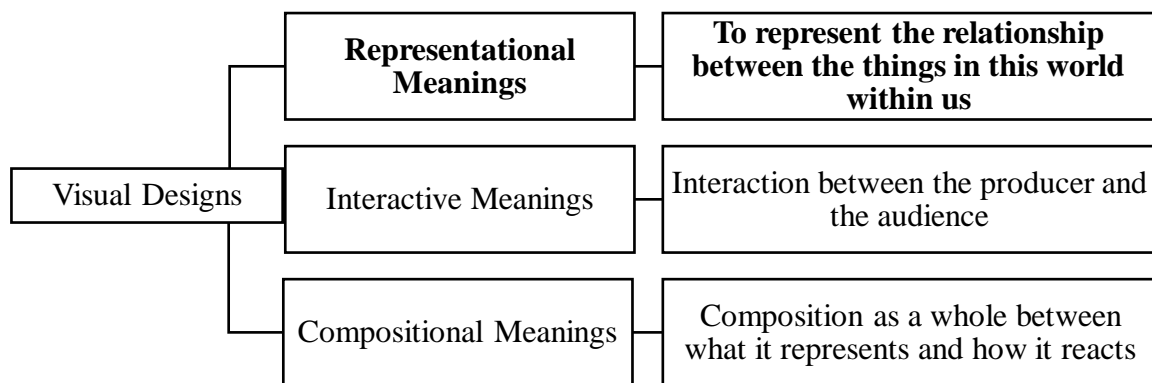 Representational
Meanings
To represent the relationship
between the things in this world
within us
Visual Designs
Interactive Meanings
Interaction between the producer and
the audience
Compositional Meanings
Composition as a whole between
what it represents and how it reacts